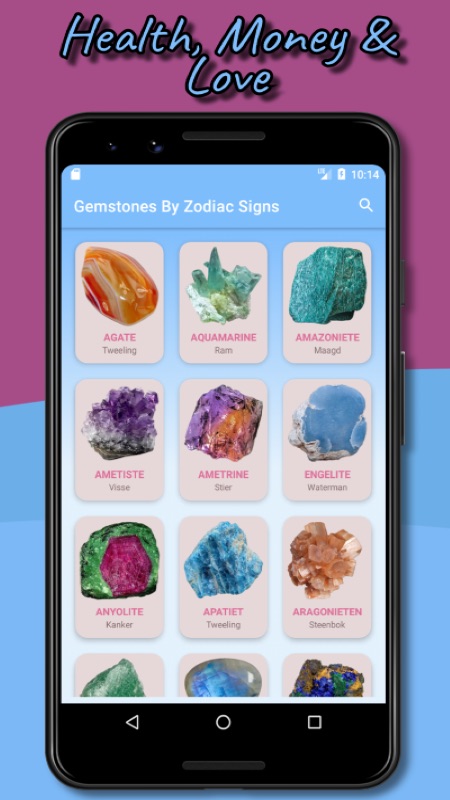 Health, Money &
Love
10:14
Gemstones By Zodiac Signs
AGATE
Tweeling
AQUAMARINE
Ram
AMAZONIETE
Maagd
AMETISTE
Visse
AMETRINE
Stier
ENGELITE
Waterman
ANYOLITE
Kanker
APATIET
Tweeling
ARAGONIETEN
Steenbok